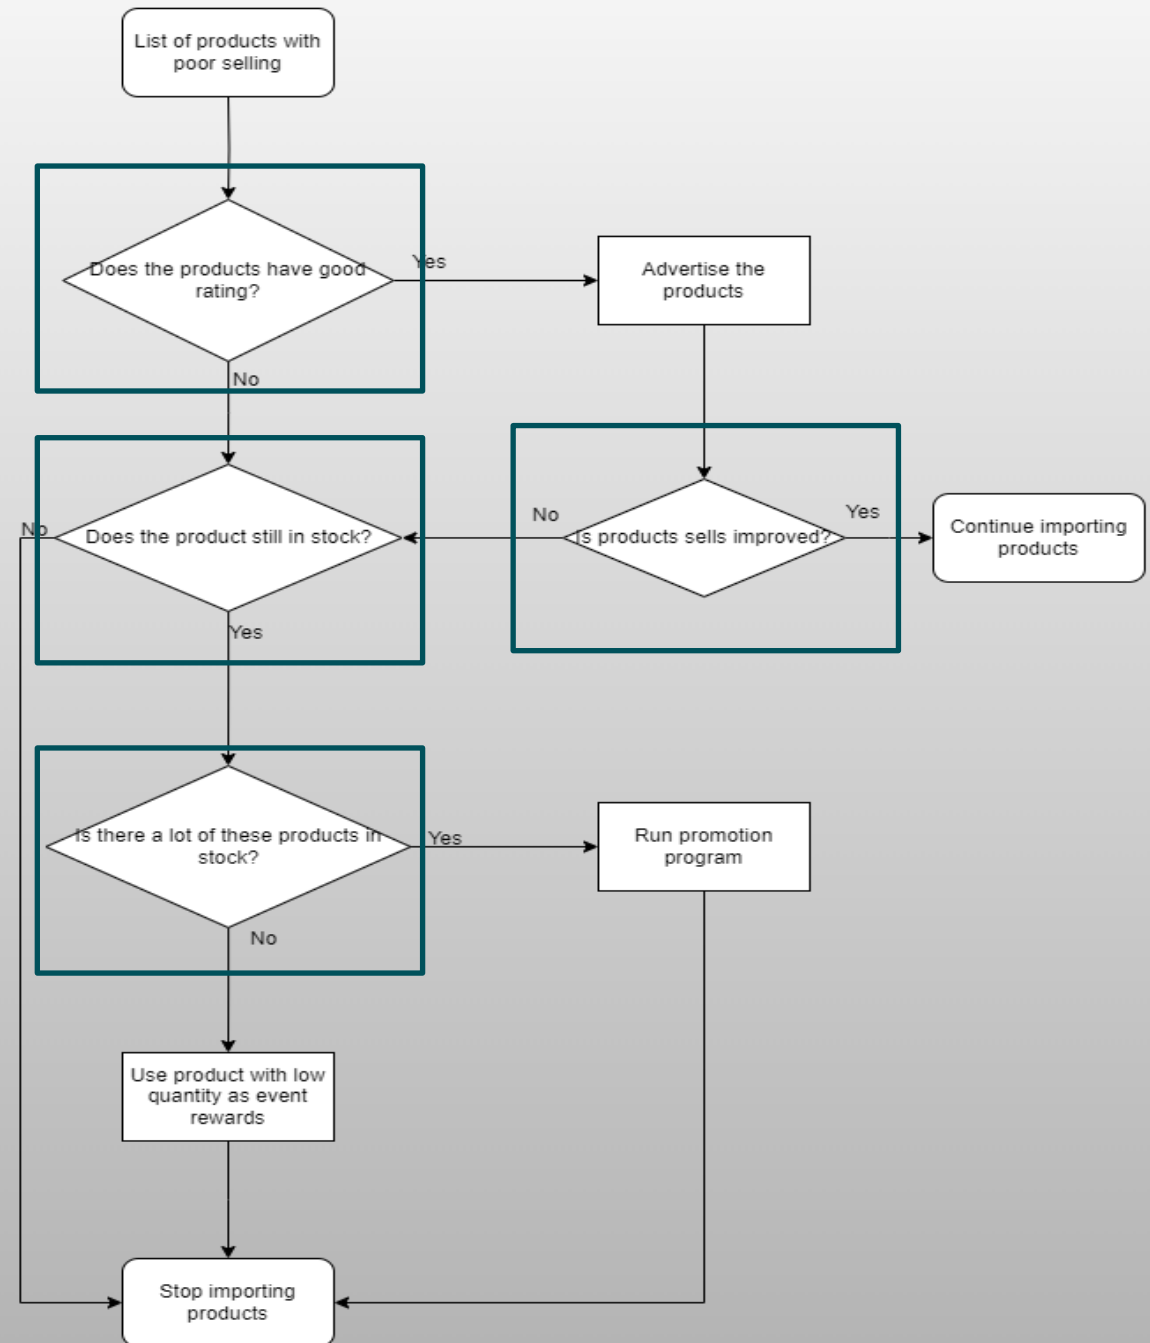 List of products with
poor selling
Does the products have good
rating?
Yes
Advertise the
products
No
No
Does the product still in stock?
No
Is products sells improved?
Yes
Continue importing
products
Yes
Is there a lot of these products in
stock?
Yes
Run promotion
program
No
Use product with low
quantity as event
rewards
Stop importing
products